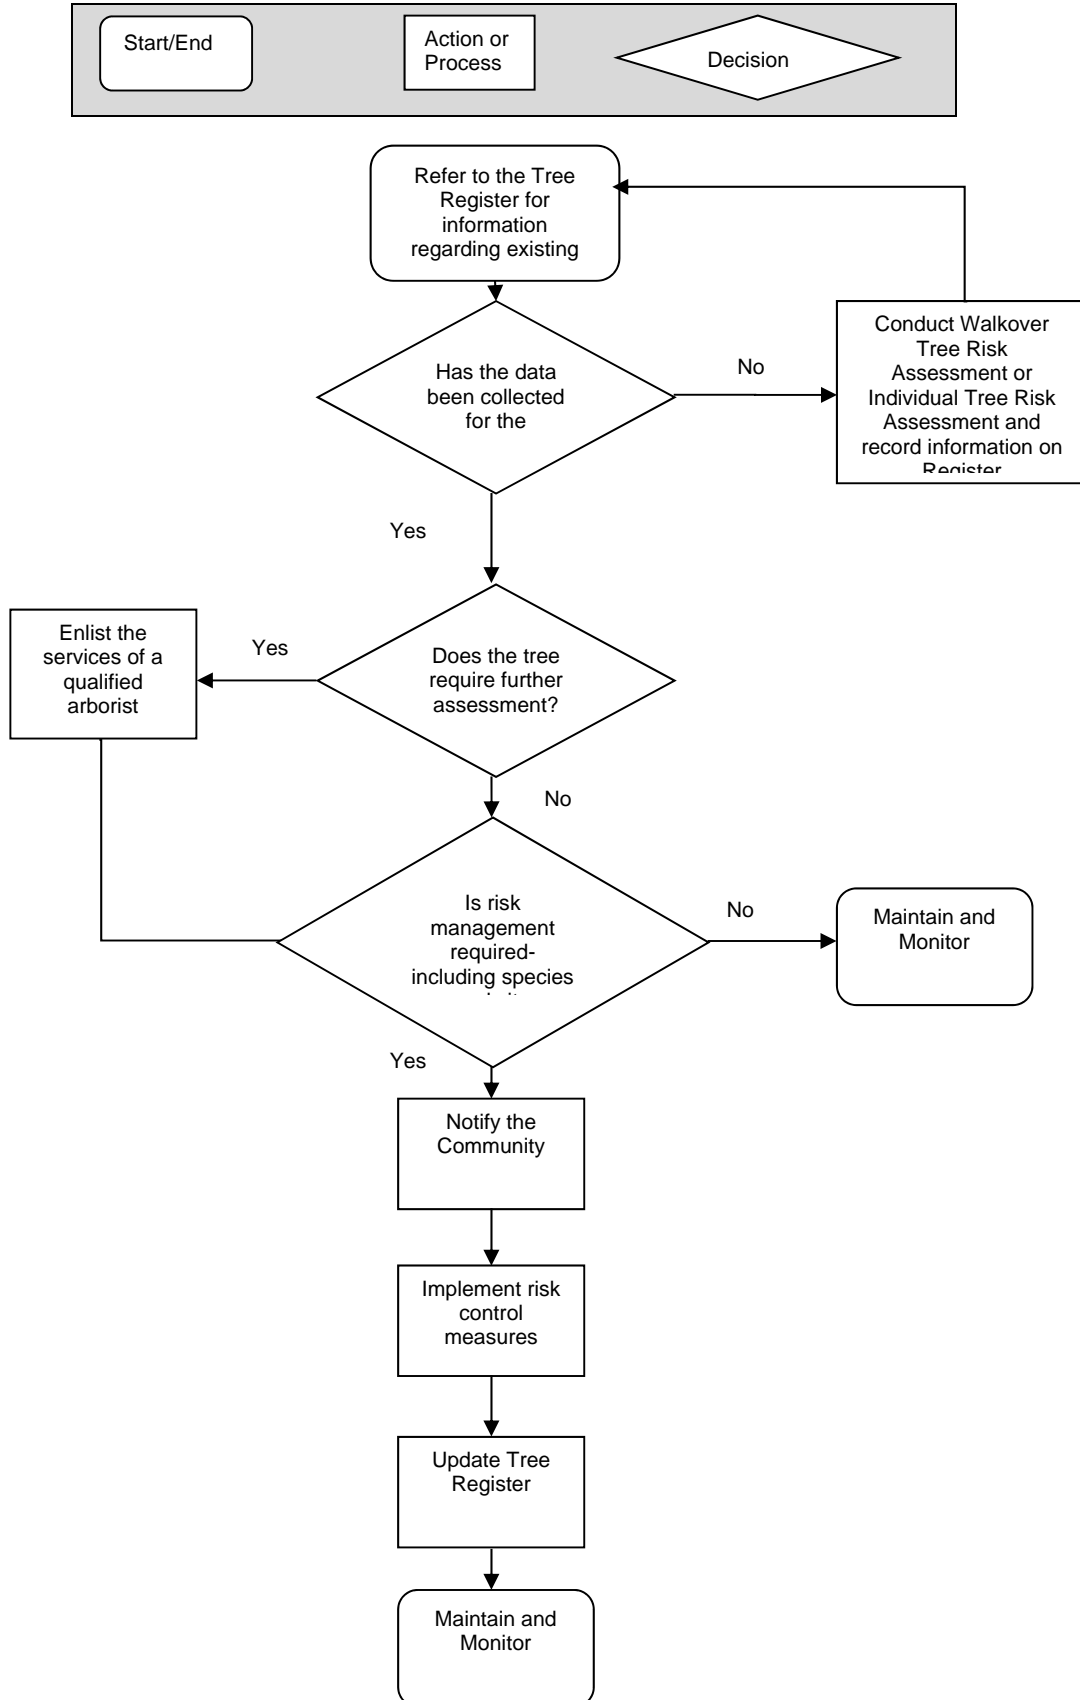 Start/End
Action or
Process
Decision
Refer to the Tree
Register for
information
regarding existing
Has the data
been collected
for the
No
Conduct Walkover
Tree Risk
Assessment or
Individual Tree Risk
Assessment and
record information on
Register
Yes
Enlist the
services of a
qualified
arborist
Yes
Does the tree
require further
assessment?
No
Is risk
management
required-
including species
No
Maintain and
Monitor
Yes
Notify the
Community
Implement risk
control
measures
Update Tree
Register
Maintain and
Monitor